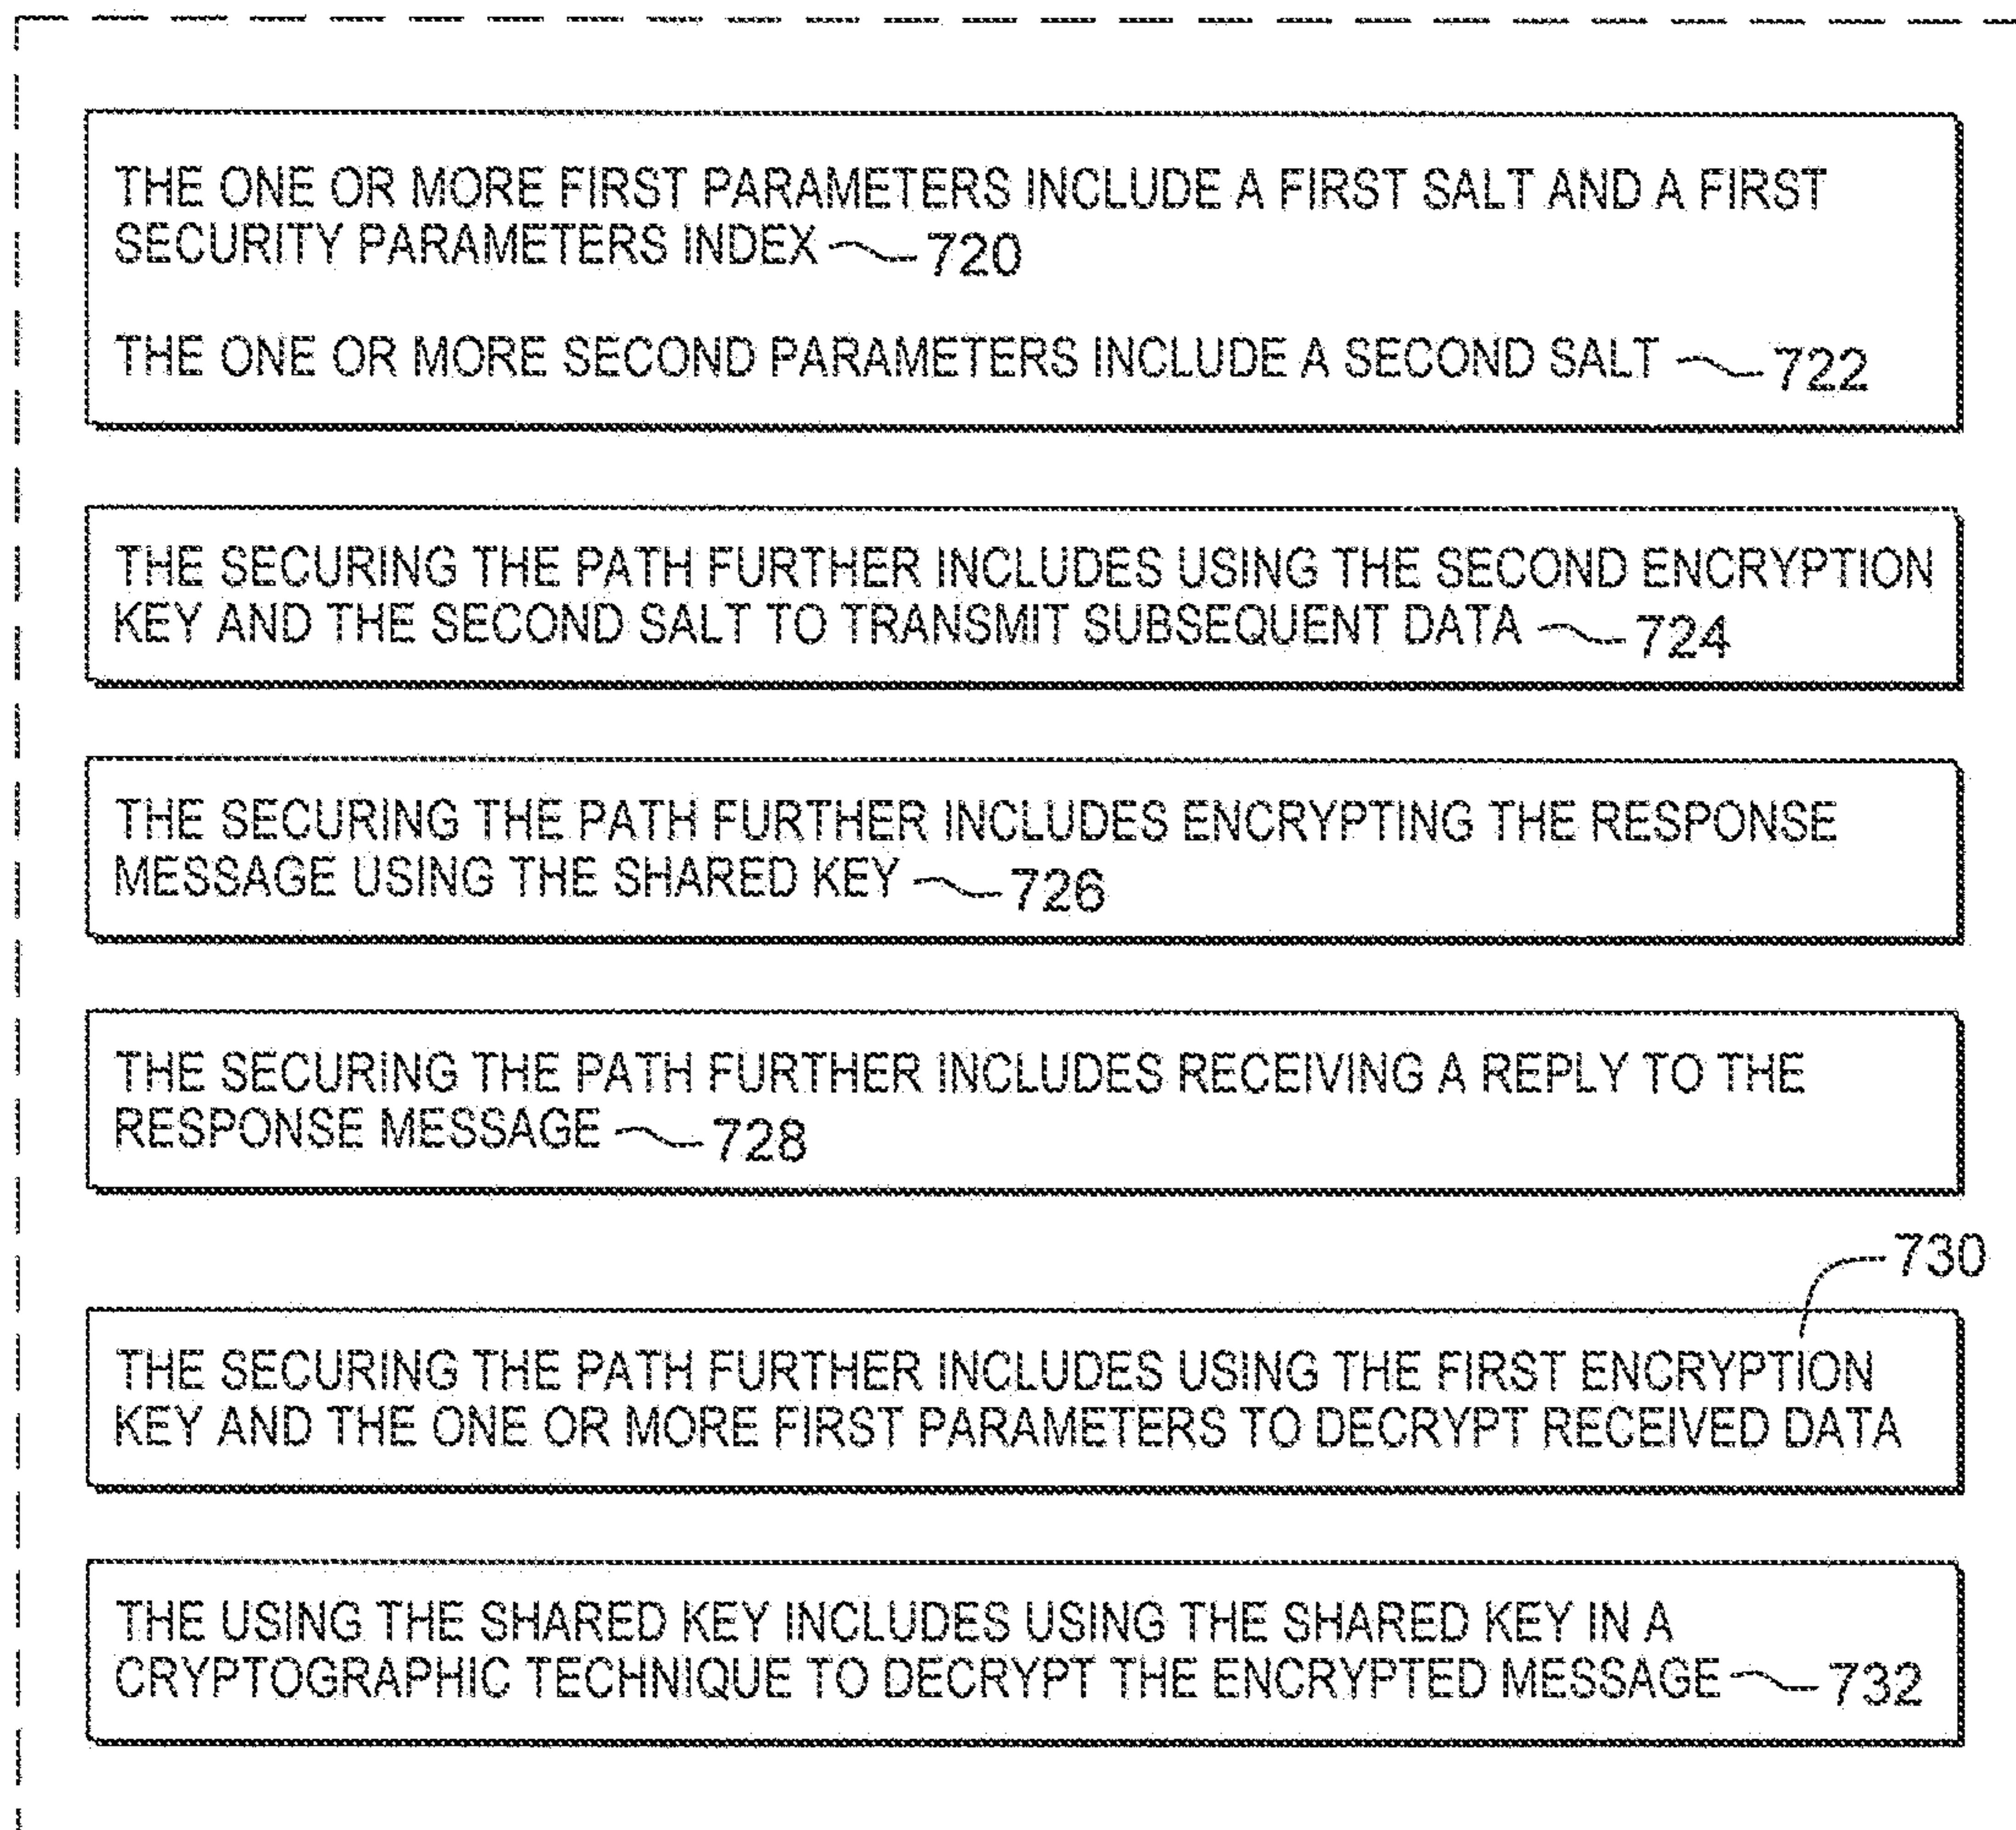 THE ONE OR MORE FIRST PARAMETERS INCLUDE A FIRST SALT AND A FIRST
SECURITY PARAMETERS INDEX 720
THE ONE OR MORE SECOND PARAMETERS INCLUDE A SECOND SALT 722
THE SECURING THE PATH FURTHER INCLUDES USING THE SECOND ENCRYPTION
KEY AND THE SECOND SALT TO TRANSMIT SUBSEQUENT DATA 724
THE SECURING THE PATH FURTHER INCLUDES ENCRYPTING THE RESPONSE
MESSAGE USING THE SHARED KEY 726
THE SECURING THE PATH FURTHER INCLUDES RECEIVING A REPLY TO THE
RESPONSE MESSAGE 728
730
THE SECURING THE PATH FURTHER INCLUDES USING THE FIRST ENCRYPTION
KEY AND THE ONE OR MORE FIRST PARAMETERS TO DECRYPT RECEIVED DATA
THE USING THE SHARED KEY INCLUDES USING THE SHARED KEY IN A
CRYPTOGRAPHIC TECHNIQUE TO DECRYPT THE ENCRYPTED MESSAGE 732